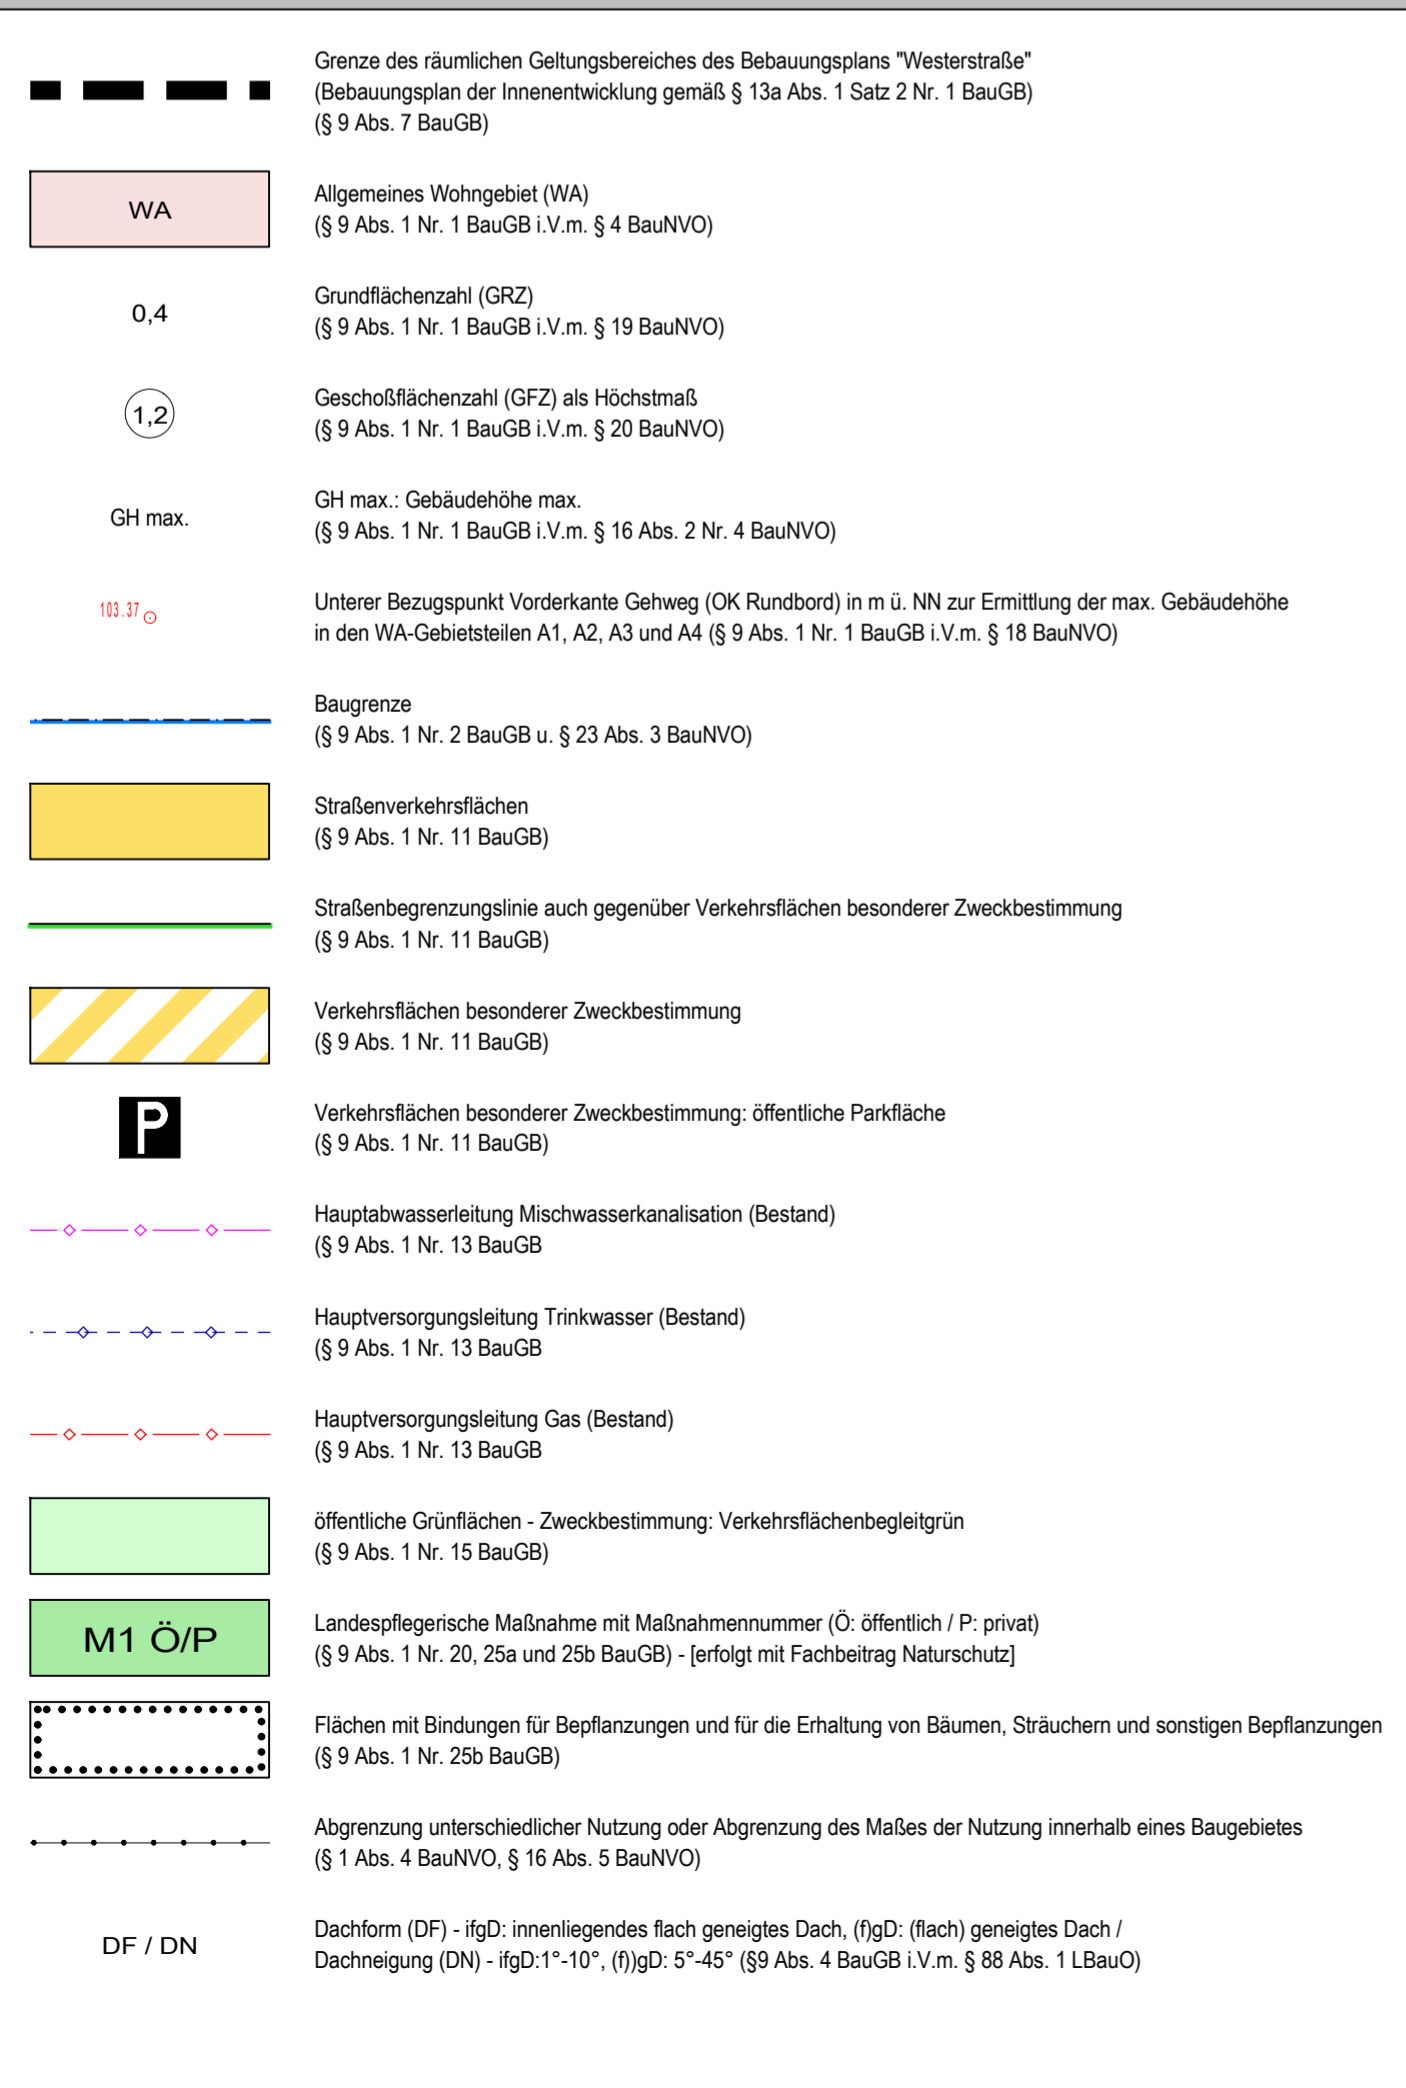 Grenze des räumlichen Geltungsbereiches des Bebauungsplans "Westerstraße"
(Bebauungsplan der Innenentwicklung gemäß § 13a Abs. 1 Satz 2 Nr. 1 BauGB)
(§ 9 Abs. 7 BauGB)
WA
Allgemeines Wohngebiet (WA)
(§ 9 Abs. 1 Nr. 1 BauGB i.V.m. § 4 BauNVO)
0,4
Grundflächenzahl (GRZ)
(§ 9 Abs. 1 Nr. 1 BauGB i.V.m. § 19 BauNVO)
1,2
Geschoßflächenzahl (GFZ) als Höchstmaß
(§ 9 Abs. 1 Nr. 1 BauGB i.V.m. § 20 BauNVO)
GH max.
GH max.: Gebäudehöhe max.
(§ 9 Abs. 1 Nr. 1 BauGB i.V.m. § 16 Abs. 2 Nr. 4 BauNVO)
103.37
Unterer Bezugspunkt Vorderkante Gehweg (OK Rundbord) in m ü. NN zur Ermittlung der max. Gebäudehöhe
in den WA-Gebietsteilen A1, A2, A3 und A4 (§ 9 Abs. 1 Nr. 1 BauGB i.V.m. § 18 BauNVO)
Baugrenze
(§ 9 Abs. 1 Nr. 2 BauGB u. § 23 Abs. 3 BauNVO)
Straßenverkehrsflächen
(§ 9 Abs. 1 Nr. 11 BauGB)
Straßenbegrenzungslinie auch gegenüber Verkehrsflächen besonderer Zweckbestimmung
(§ 9 Abs. 1 Nr. 11 BauGB)
Verkehrsflächen besonderer Zweckbestimmung
(§ 9 Abs. 1 Nr. 11 BauGB)
P
Verkehrsflächen besonderer Zweckbestimmung: öffentliche Parkfläche
(§ 9 Abs. 1 Nr. 11 BauGB)
Hauptabwasserleitung Mischwasserkanalisation (Bestand)
(§ 9 Abs. 1 Nr. 13 BauGB
Hauptversorgungsleitung Trinkwasser (Bestand)
(§ 9 Abs. 1 Nr. 13 BauGB
Hauptversorgungsleitung Gas (Bestand)
(§ 9 Abs. 1 Nr. 13 BauGB
öffentliche Grünflächen - Zweckbestimmung: Verkehrsflächenbegleitgrün
(§ 9 Abs. 1 Nr. 15 BauGB)
M1 Ö/P
Landespflegerische Maßnahme mit Maßnahmennummer (Ö: öffentlich / P: privat)
(§ 9 Abs. 1 Nr. 20, 25a und 25b BauGB) - [erfolgt mit Fachbeitrag Naturschutz]
Flächen mit Bindungen für Bepflanzungen und für die Erhaltung von Bäumen, Sträuchern und sonstigen Bepflanzungen
(§ 9 Abs. 1 Nr. 25b BauGB)
Abgrenzung unterschiedlicher Nutzung oder Abgrenzung des Maßes der Nutzung innerhalb eines Baugebietes
(§ 1 Abs. 4 BauNVO, § 16 Abs. 5 BauNVO)
DF / DN
Dachform (DF) - ifgD: innenliegendes flach geneigtes Dach, (f)gD: (flach) geneigtes Dach /
Dachneigung (DN) - ifgD:1°-10°, (f))gD: 5°-45° (§9 Abs. 4 BauGB i.V.m. § 88 Abs. 1 LBauO)